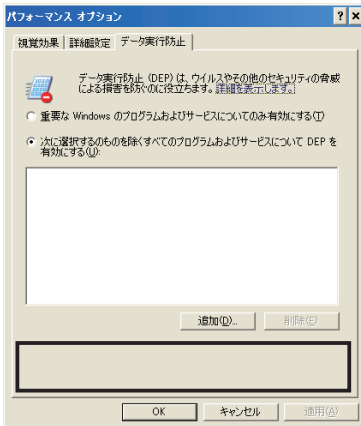 パフォーマンス オプション
視覚効果 詳細設定 データ実行防止
データ実行防止 (DEP) は、ウイルスやその他のセキュリティの脅威
による損害を防ぐのに役立ちます。詳細を表示します。
重要な Windows のプログラムおよびサービスについてのみ有効にする(T)
次に選択するものを除くすべてのプログラムおよびサービスについて DEP を
有効にする(U):
追加(D)... 削除(E)
OK キャンセル 適用(A)